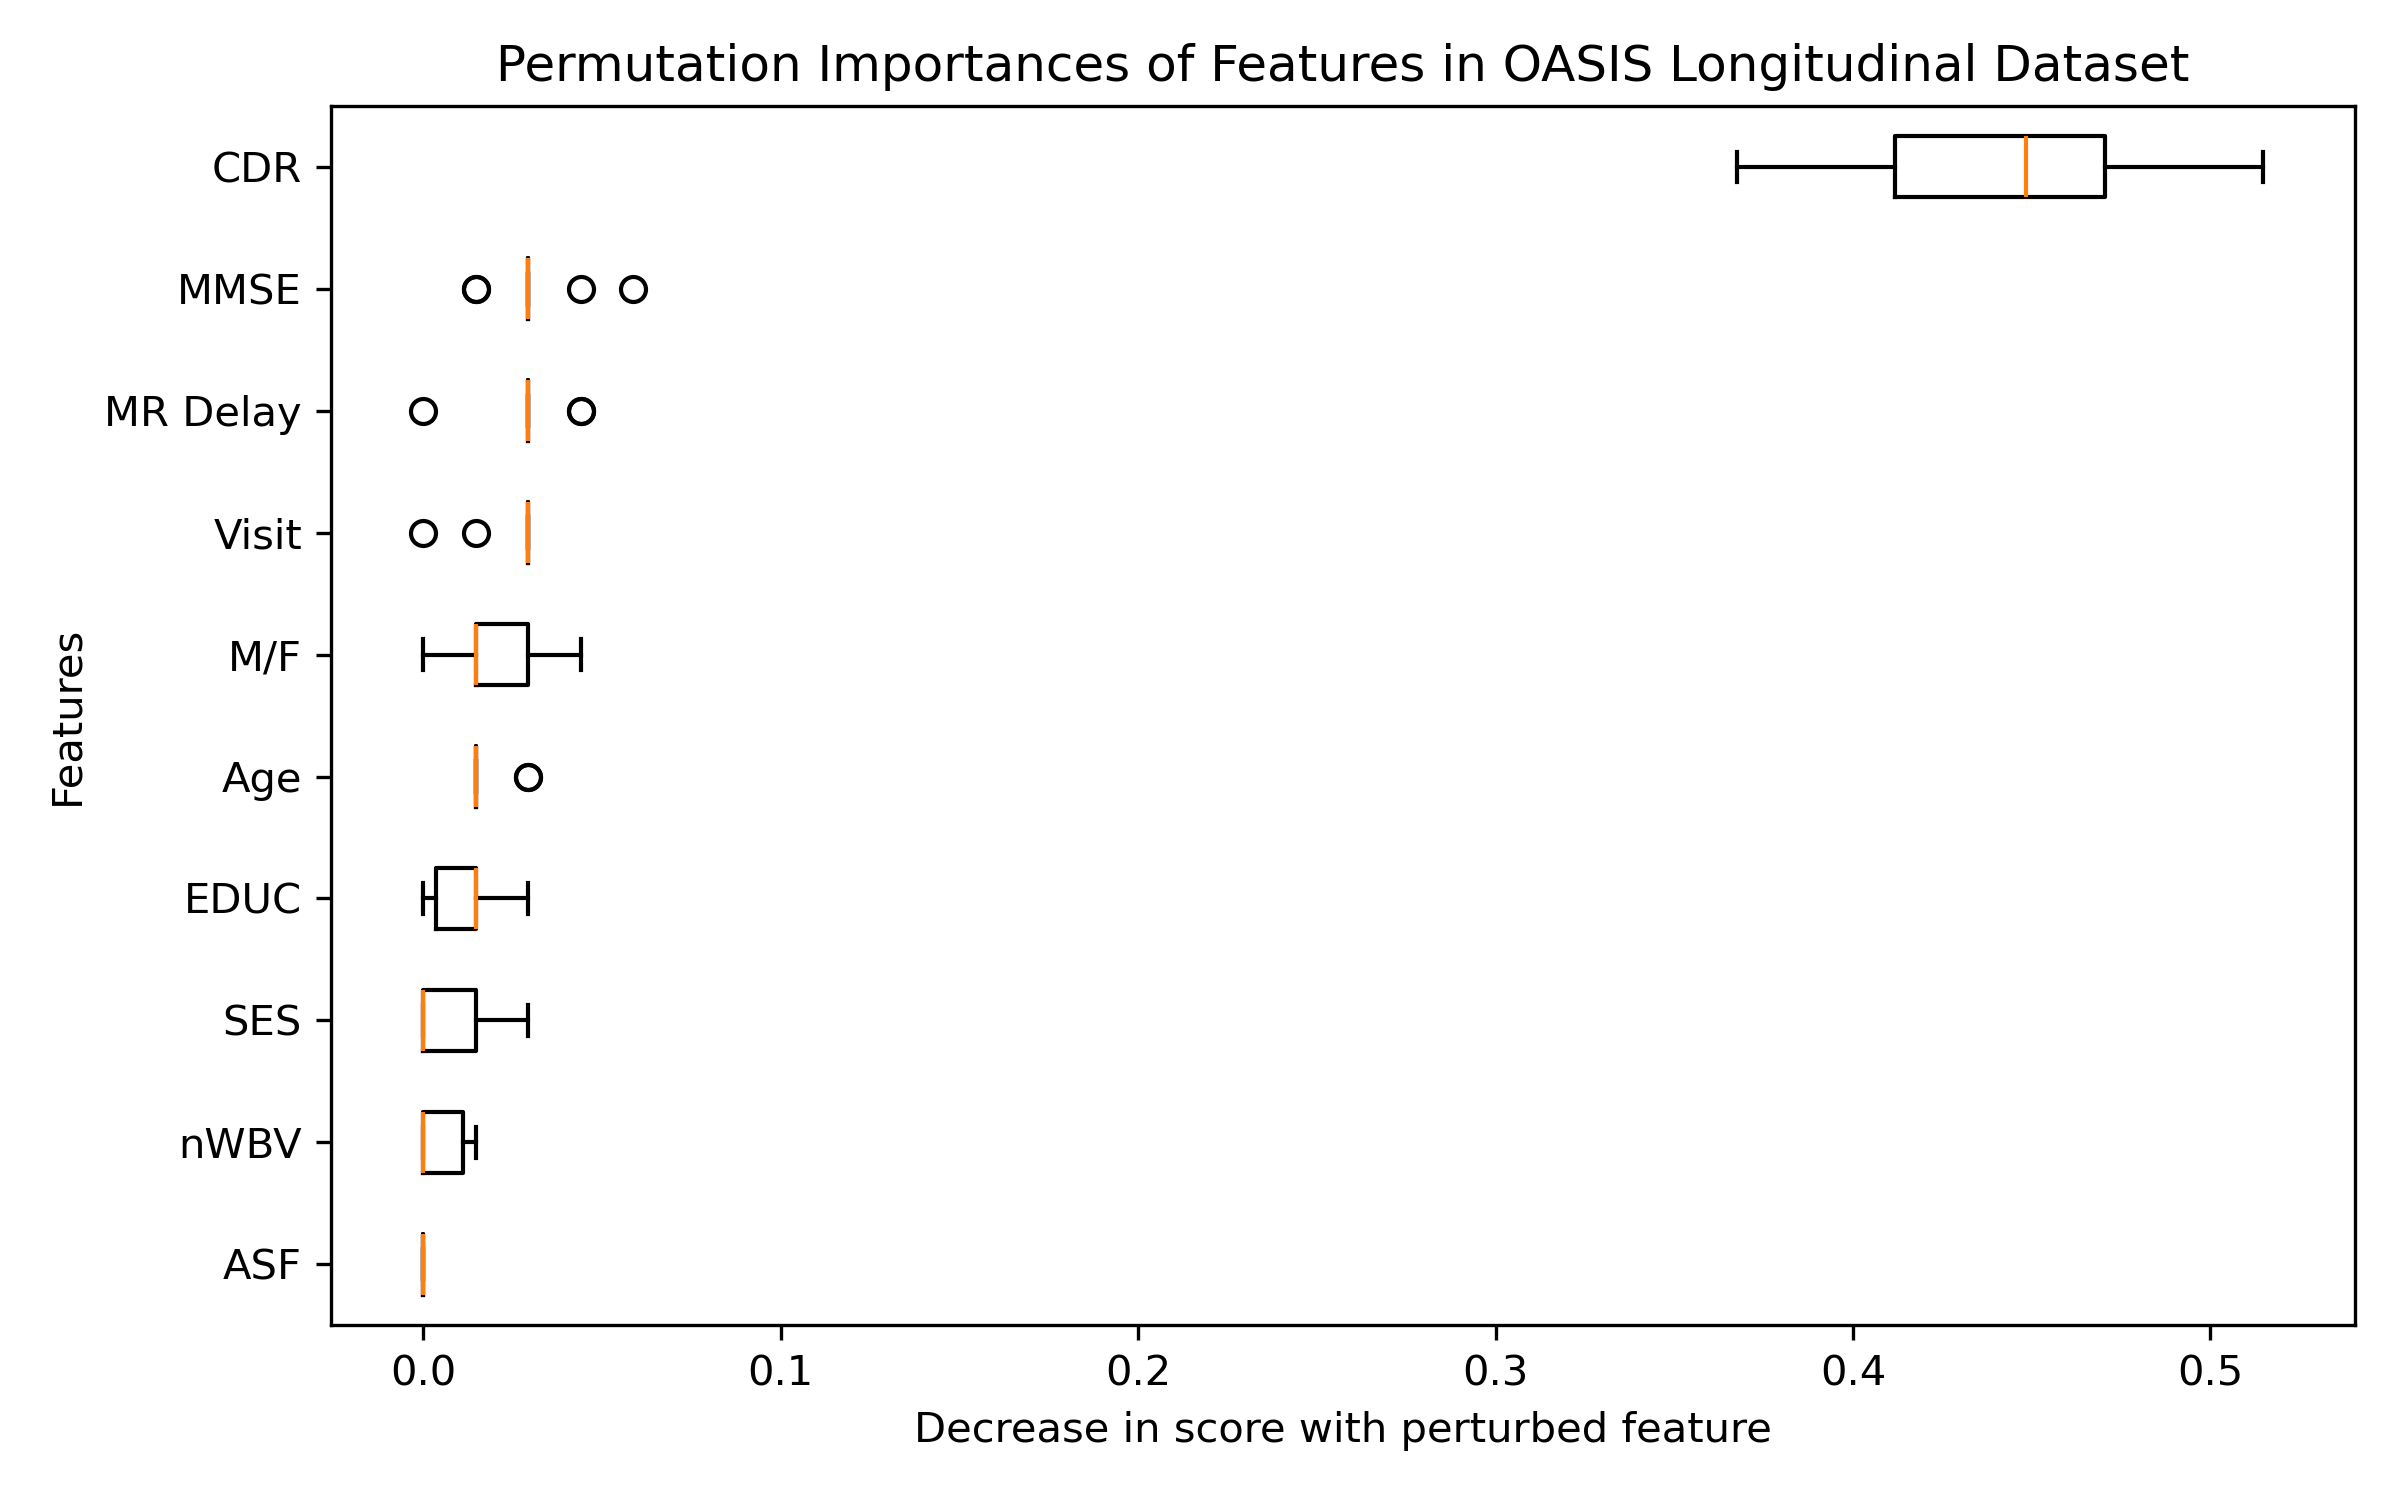 Permutation Importances of Features in OASIS Longitudinal Dataset
CDR
MMSE
MR Delay
Visit
M/F
Age
EDUC
SES
nWBV
ASF
Features
0.0 0.1 0.2 0.3 0.4 0.5
Decrease in score with perturbed feature